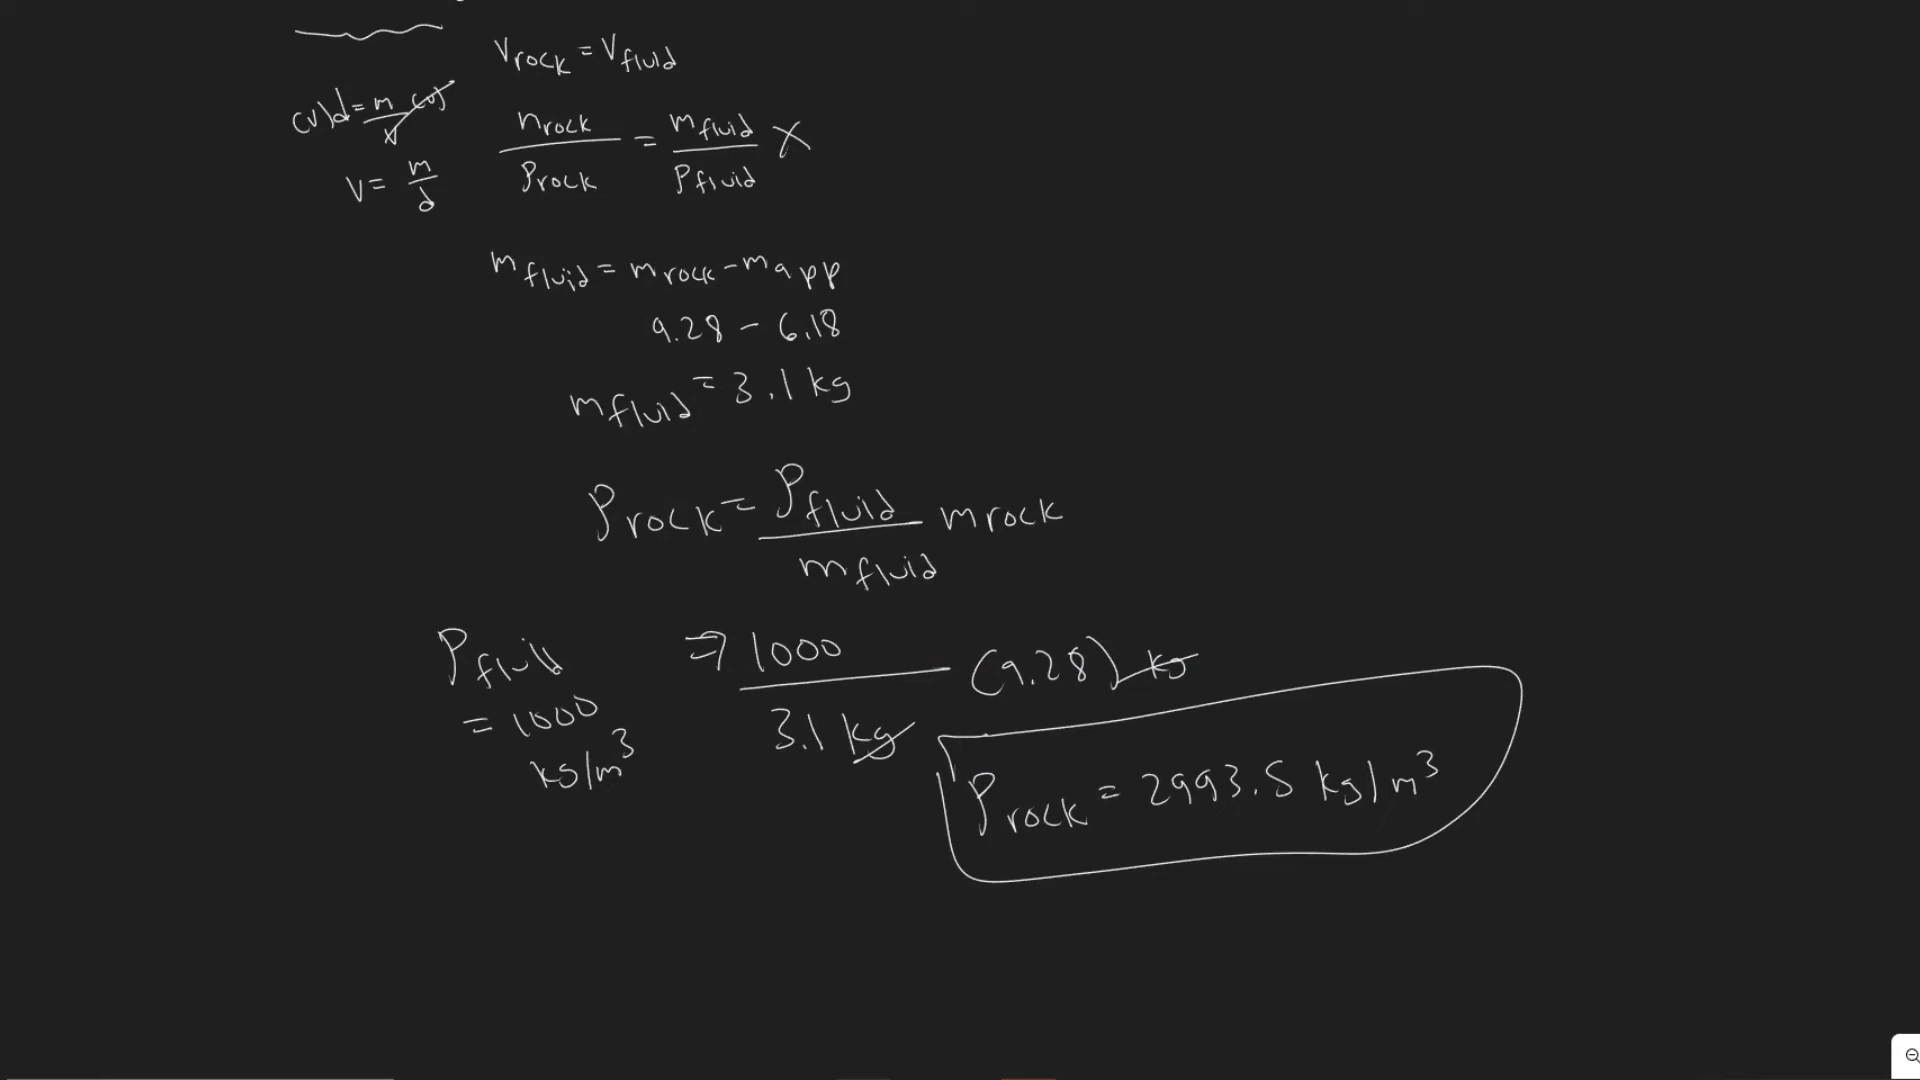 Vrock = Vfluid
(v)d = m/v (v)
nrock/ρrock = mfluid/ρfluid X
V = m/d
mfluid = mrock - mapp
9.28 - 6.18
mfluid = 3.1 kg
ρrock = ρfluid/mfluid mrock
ρfluid
= 1000
kg/m³
⇒ 1000/3.1 kg (9.28) kg
ρrock = 2993.5 kg/m³